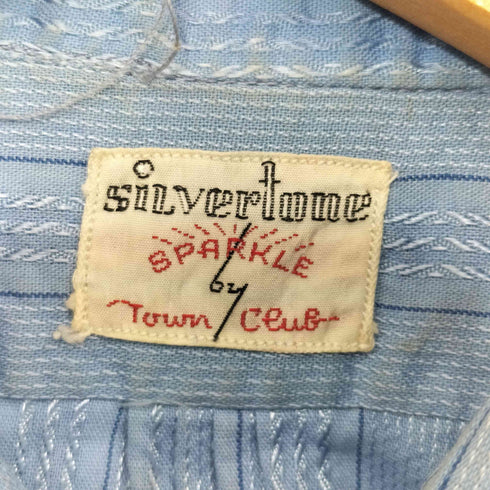 silvertone
SPARKLE
by
Town Club